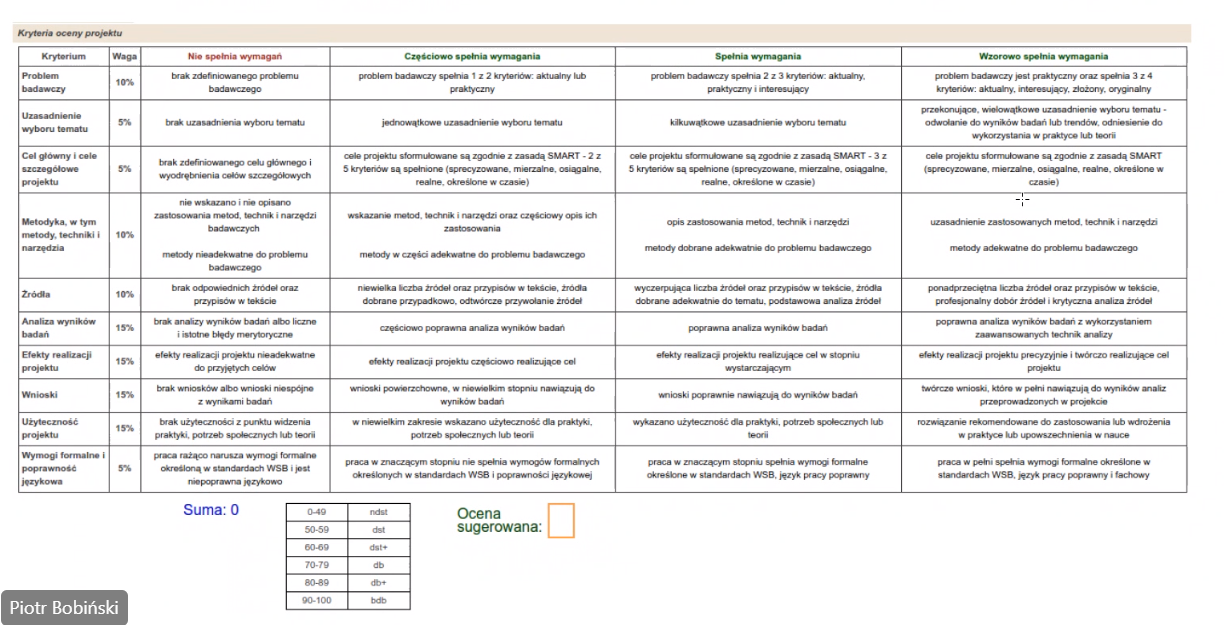 Kryteria oceny projektu
Kryterium Waga Nie spełnia wymagań Częściowo spełnia wymagania Spełnia wymagania Wzorowo spełnia wymagania
Problem badawczy
10%
brak zdefiniowanego problemu
badawczego
problem badawczy spełnia 1 z 2 kryteriów: aktualny lub
praktyczny
problem badawczy spełnia 2 z 3 kryteriów: aktualny,
praktyczny i interesujący
problem badawczy jest praktyczny oraz spełnia 3 z 4
kryteriów: aktualny, interesujący, złożony, oryginalny
Uzasadnienie
wyboru tematu
5%
brak uzasadnienia wyboru tematu
jednowątkowe uzasadnienie wyboru tematu
kilkuwątkowe uzasadnienie wyboru tematu
przekonujące, wielowątkowe uzasadnienie wyboru tematu -
odwołanie do wyników badań lub trendów, odniesienie do
wykorzystania w praktyce lub teorii
Cel główny i cele
szczegółowe
projektu
5%
brak zdefiniowanego celu głównego i
wyodrębnienia celów szczegółowych
cele projektu sformułowane są zgodnie z zasadą SMART - 2 z
5 kryteriów są spełnione (sprecyzowane, mierzalne, osiągalne,
realne, określone w czasie)
cele projektu sformułowane są zgodnie z zasadą SMART - 3 z
5 kryteriów są spełnione (sprecyzowane, mierzalne, osiągalne,
realne, określone w czasie)
cele projektu sformułowane są zgodnie z zasadą SMART
(sprecyzowane, mierzalne, osiągalne, realne, określone w
czasie)
Metodyka, w tym
metody, techniki i
narzędzia
10%
nie wskazano i nie opisano
zastosowania metod, technik i narzędzi
badawczych
metody nieadekwatne do problemu
badawczego
wskazanie metod, technik i narzędzi oraz częściowy opis ich
zastosowania
metody w części adekwatne do problemu badawczego
opis zastosowania metod, technik i narzędzi
metody dobrane adekwatnie do problemu badawczego
uzasadnienie zastosowanych metod, technik i narzędzi
metody adekwatne do problemu badawczego
Źródła
10%
brak odpowiednich źródeł oraz
przypisów w tekście
niewielka liczba źródeł oraz przypisów w tekście, źródła
dobrane przypadkowo, odtwórcze przywołanie źródeł
wyczerpująca liczba źródeł oraz przypisów w tekście, źródła
dobrane adekwatnie do tematu, podstawowa analiza źródeł
ponadprzeciętna liczba źródeł oraz przypisów w tekście,
profesjonalny dobór źródeł i krytyczna analiza źródeł
Analiza wyników
badań
15%
brak analizy wyników badań albo liczne
i istotne błędy merytoryczne
częściowo poprawna analiza wyników badań
poprawna analiza wyników badań
poprawna analiza wyników badań z wykorzystaniem
zaawansowanych technik analizy
Efekty realizacji
projektu
15%
efekty realizacji projektu nieadekwatne
do przyjętych celów
efekty realizacji projektu częściowo realizujące cel
efekty realizacji projektu realizujące cel w stopniu
wystarczającym
efekty realizacji projektu precyzyjnie i twórczo realizujące cel
projektu
Wnioski
15%
brak wniosków albo wnioski niespójne
z wynikami badań
wnioski powierzchowne, w niewielkim stopniu nawiązują do
wyników badań
wnioski poprawnie nawiązują do wyników badań
twórcze wnioski, które w pełni nawiązują do wyników analiz
przeprowadzonych w projekcie
Użyteczność
projektu
15%
brak użyteczności z punktu widzenia
praktyki, potrzeb społecznych lub teorii
w niewielkim zakresie wskazano użyteczność dla praktyki,
potrzeb społecznych lub teorii
wykazano użyteczność dla praktyki, potrzeb społecznych lub
teorii
rozwiązanie rekomendowane do zastosowania lub wdrożenia
w praktyce lub upowszechnienia w nauce
Wymogi formalne i
poprawność
językowa
5%
praca rażąco narusza wymogi formalne
określoną w standardach WSB i jest
niepoprawna językowo
praca w znaczącym stopniu nie spełnia wymogów formalnych
określonych w standardach WSB i poprawności językowej
praca w znaczącym stopniu spełnia wymogi formalne
określone w standardach WSB, język pracy poprawny
praca w pełni spełnia wymogi formalne określone w
standardach WSB, język pracy poprawny i fachowy
Suma: 0
0-49 ndst
50-59 dst
60-69 dst+
70-79 db
80-89 db+
90-100 bdb
Ocena
sugerowana:
Piotr Bobiński